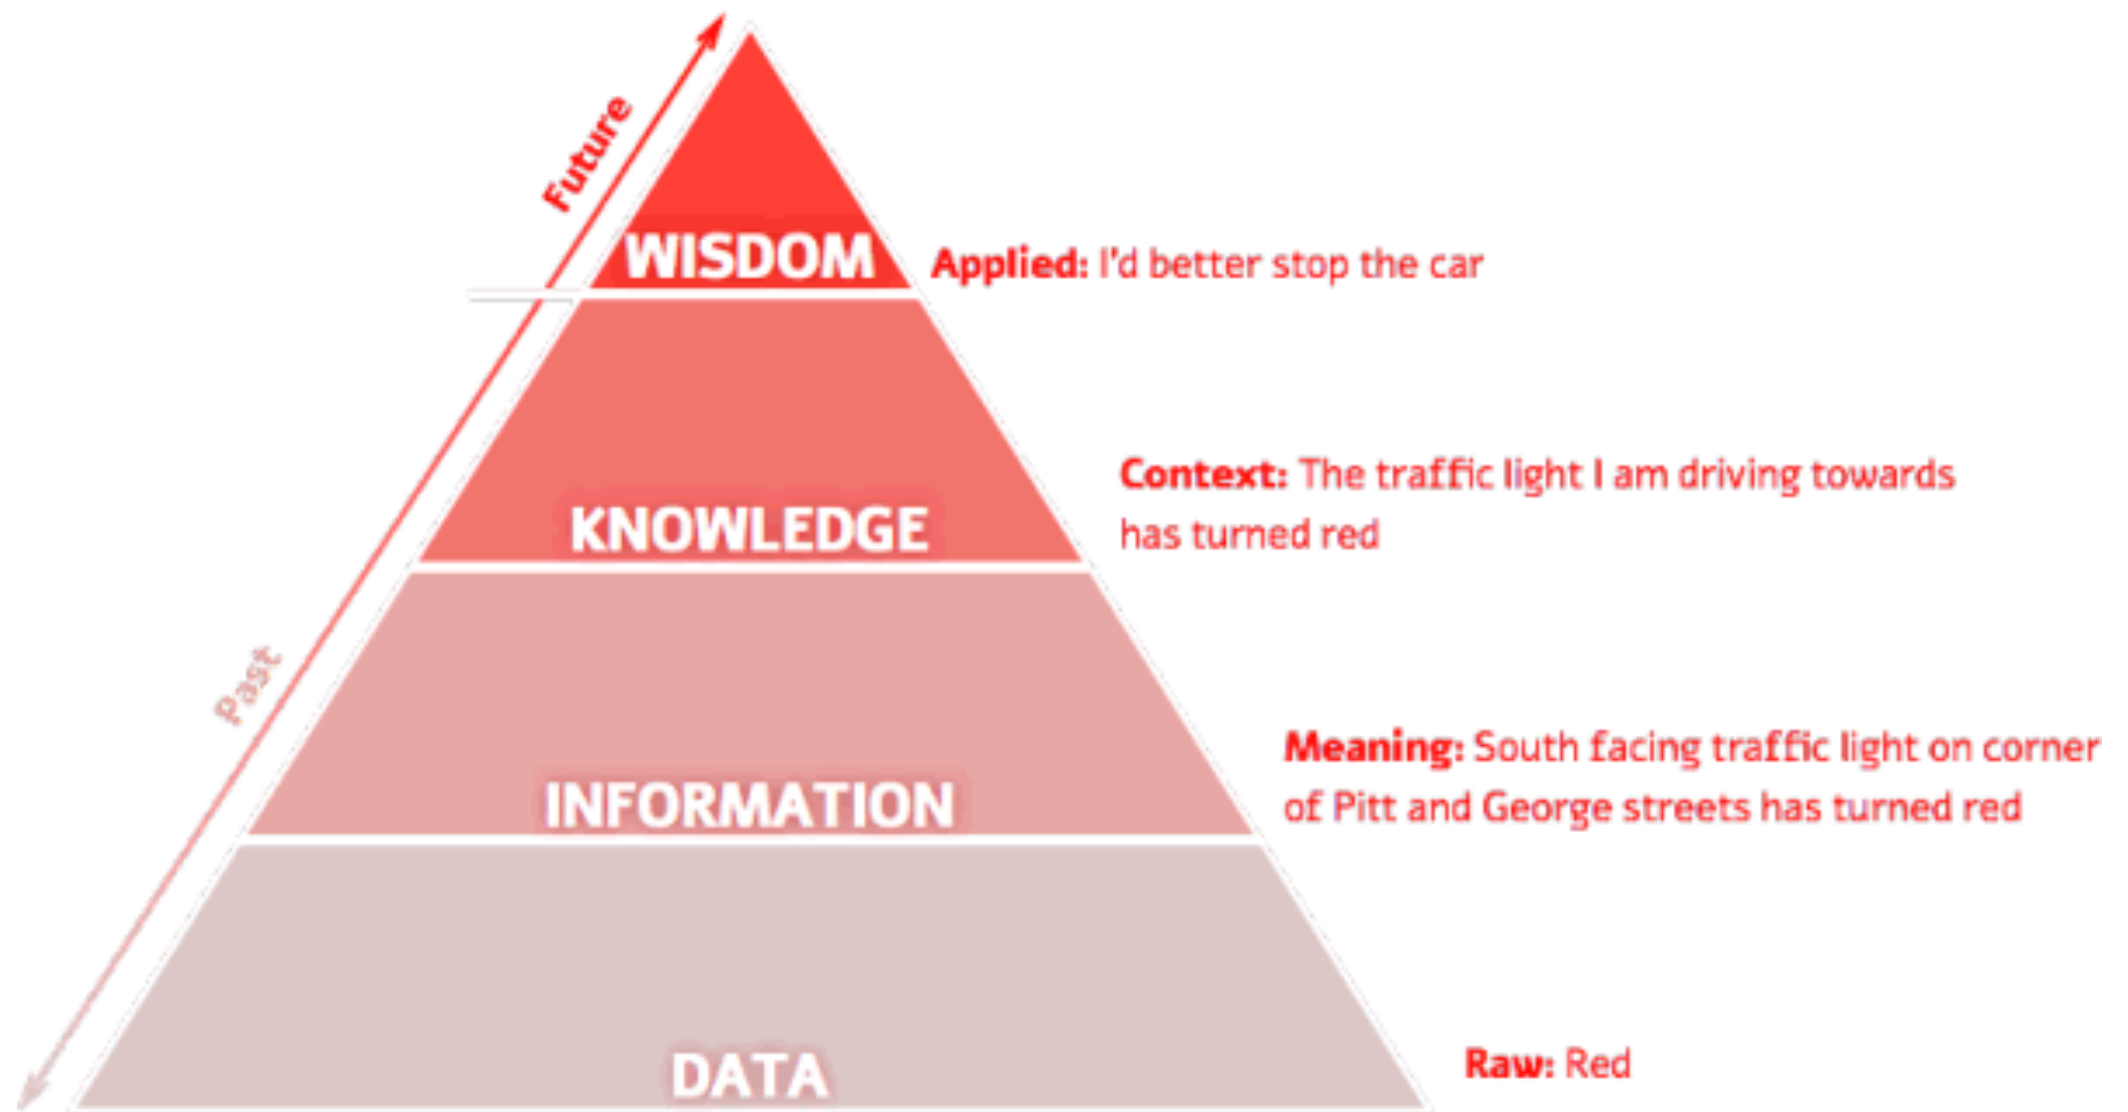 Future
WISDOM
Applied: I'd better stop the car
KNOWLEDGE
Context: The traffic light I am driving towards
has turned red
Past
INFORMATION
Meaning: South facing traffic light on corner
of Pitt and George streets has turned red
DATA
Raw: Red